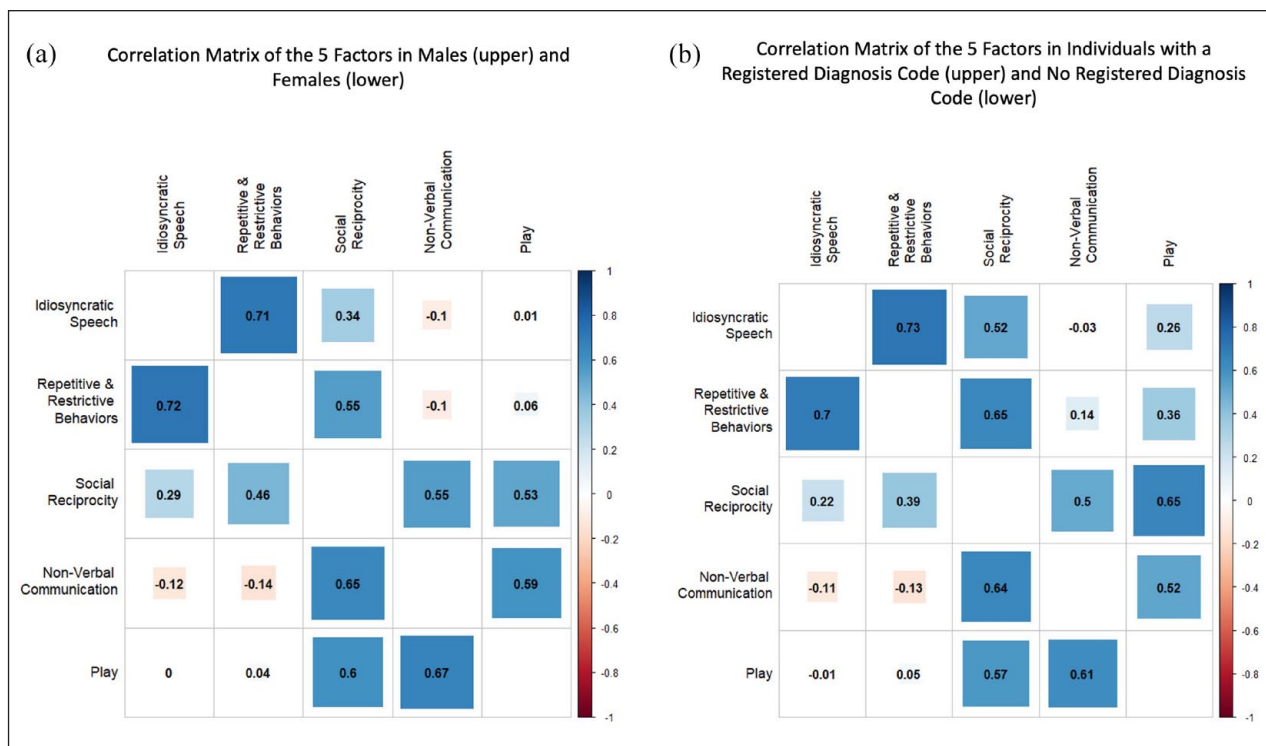 (a)
Correlation Matrix of the 5 Factors in Males (upper) and
Females (lower)
Idiosyncratic
Speech
Repetitive &
Restrictive
Behaviors
Social
Reciprocity
Non-Verbal
Communication
Play
Idiosyncratic
Speech
0.71
0.34
-0.1
0.01
Repetitive &
Restrictive
Behaviors
0.72
0.55
-0.1
0.06
Social
Reciprocity
0.29
0.46
0.55
0.53
Non-Verbal
Communication
-0.12
-0.14
0.65
0.59
Play
0
0.04
0.6
0.67
1
0.8
0.6
0.4
0.2
0
-0.2
-0.4
-0.6
-0.8
-1
(b)
Correlation Matrix of the 5 Factors in Individuals with a
Registered Diagnosis Code (upper) and No Registered Diagnosis
Code (lower)
Idiosyncratic
Speech
Repetitive &
Restrictive
Behaviors
Social
Reciprocity
Non-Verbal
Communication
Play
Idiosyncratic
Speech
0.73
0.52
-0.03
0.26
Repetitive &
Restrictive
Behaviors
0.7
0.65
0.14
0.36
Social
Reciprocity
0.22
0.39
0.5
0.65
Non-Verbal
Communication
-0.11
-0.13
0.64
0.52
Play
-0.01
0.05
0.57
0.61
1
0.8
0.6
0.4
0.2
0
-0.2
-0.4
-0.6
-0.8
-1